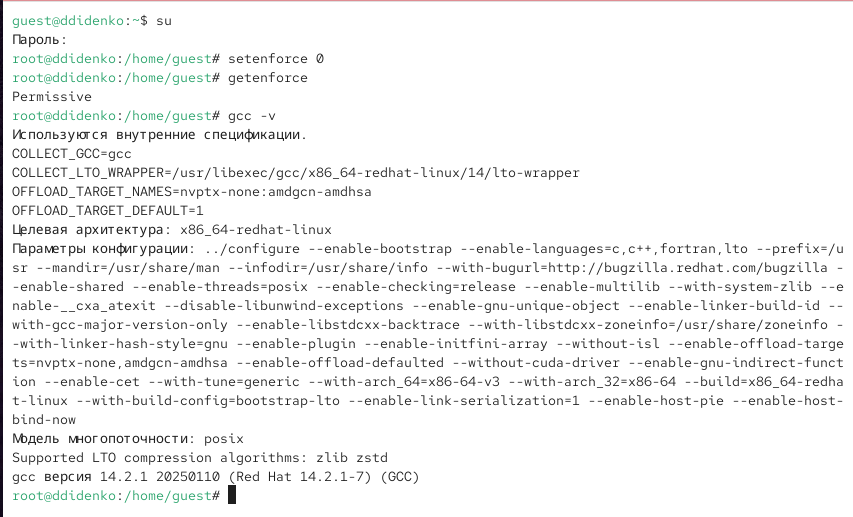 guest@ddidenko:~$ su
Пароль:
root@ddidenko:/home/guest# setenforce 0
root@ddidenko:/home/guest# getenforce
Permissive
root@ddidenko:/home/guest# gcc -v
Используются внутренние спецификации.
COLLECT_GCC=gcc
COLLECT_LTO_WRAPPER=/usr/libexec/gcc/x86_64-redhat-linux/14/lto-wrapper
OFFLOAD_TARGET_NAMES=nvptx-none:amdgcn-amdhsa
OFFLOAD_TARGET_DEFAULT=1
Целевая архитектура: x86_64-redhat-linux
Параметры конфигурации: ../configure --enable-bootstrap --enable-languages=c,c++,fortran,lto --prefix=/u
sr --mandir=/usr/share/man --infodir=/usr/share/info --with-bugurl=http://bugzilla.redhat.com/bugzilla -
-enable-shared --enable-threads=posix --enable-checking=release --enable-multilib --with-system-zlib --e
nable-__cxa_atexit --disable-libunwind-exceptions --enable-gnu-unique-object --enable-linker-build-id --
with-gcc-major-version-only --enable-libstdcxx-backtrace --with-libstdcxx-zoneinfo=/usr/share/zoneinfo -
-with-linker-hash-style=gnu --enable-plugin --enable-initfini-array --without-isl --enable-offload-targe
ts=nvptx-none,amdgcn-amdhsa --enable-offload-defaulted --without-cuda-driver --enable-gnu-indirect-funct
ion --enable-cet --with-tune=generic --with-arch_64=x86-64-v3 --with-arch_32=x86-64 --build=x86_64-redha
t-linux --with-build-config=bootstrap-lto --enable-link-serialization=1 --enable-host-pie --enable-host-
bind-now
Модель многопоточности: posix
Supported LTO compression algorithms: zlib zstd
gcc версия 14.2.1 20250110 (Red Hat 14.2.1-7) (GCC)
root@ddidenko:/home/guest#